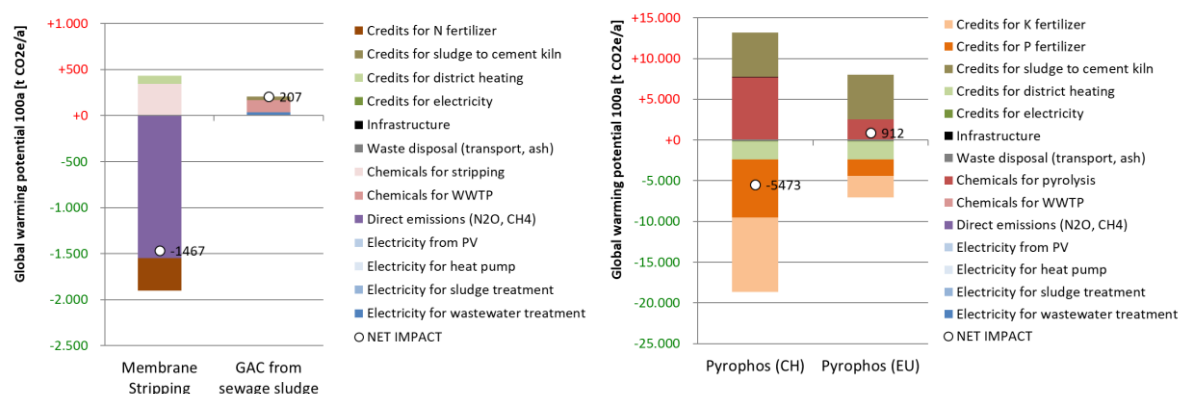 Global warming potential 100a [t CO2e/a]
+1.000
+500
+0
-500
-1.000
-1.500
-2.000
-2.500
207
-1467
Membrane
Stripping
GAC from
sewage sludge
Credits for N fertilizer
Credits for sludge to cement kiln
Credits for district heating
Credits for electricity
Infrastructure
Waste disposal (transport, ash)
Chemicals for stripping
Chemicals for WWTP
Direct emissions (N2O, CH4)
Electricity from PV
Electricity for heat pump
Electricity for sludge treatment
Electricity for wastewater treatment
NET IMPACT
Global warming potential 100a [t CO2e/a]
+15.000
+10.000
+5.000
+0
-5.000
-10.000
-15.000
-20.000
-25.000
912
-5473
Pyrophos (CH)
Pyrophos (EU)
Credits for K fertilizer
Credits for P fertilizer
Credits for sludge to cement kiln
Credits for district heating
Credits for electricity
Infrastructure
Waste disposal (transport, ash)
Chemicals for pyrolysis
Chemicals for WWTP
Direct emissions (N2O, CH4)
Electricity from PV
Electricity for heat pump
Electricity for sludge treatment
Electricity for wastewater treatment
NET IMPACT